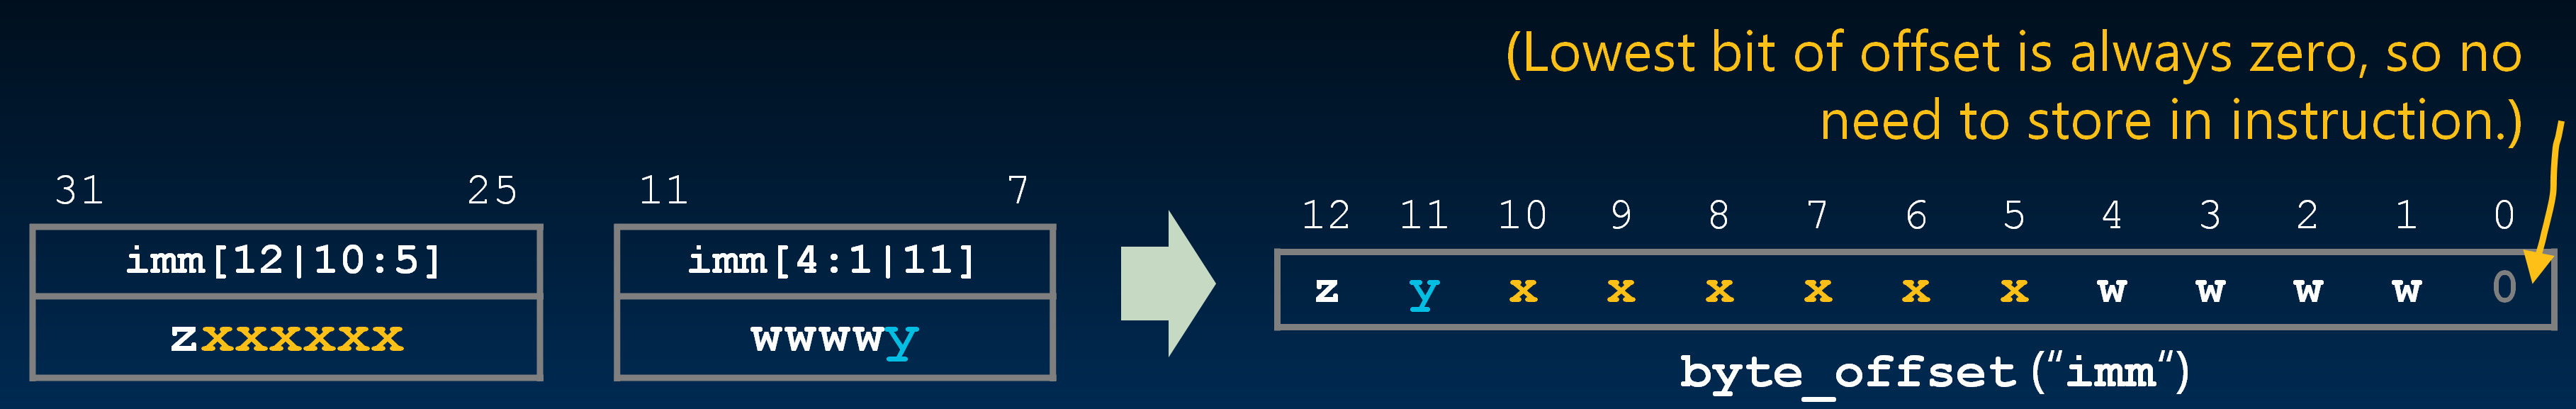 (Lowest bit of offset is always zero, so no
need to store in instruction.)
31 25 11 7
12 11 10 9 8 7 6 5 4 3 2 1 0
imm[12|10:5] imm[4:1|11]
z y x x x x x x w w w w 0
zxxxxxx wwwwy
byte_offset(“imm“)